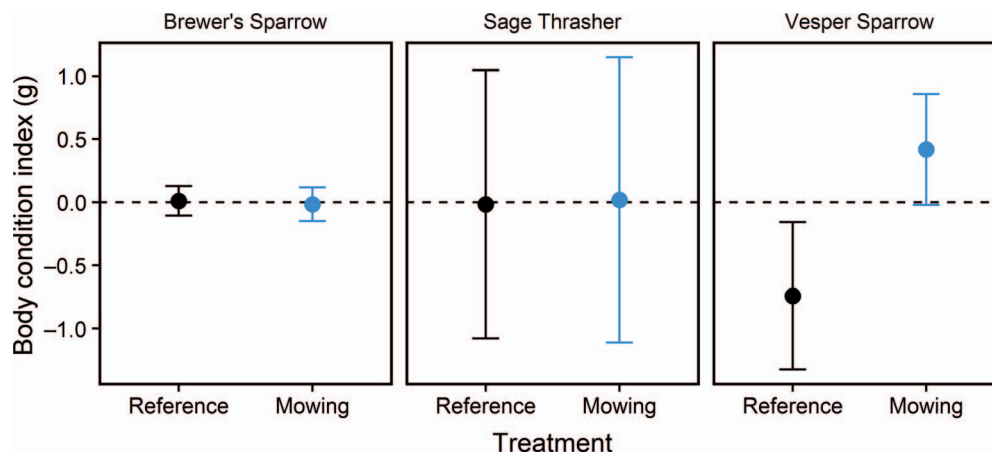 Brewer's Sparrow Sage Thrasher Vesper Sparrow
Body condition index (g)
1.0
0.5
0.0
–0.5
–1.0
Reference Mowing Reference Mowing Reference Mowing
Treatment